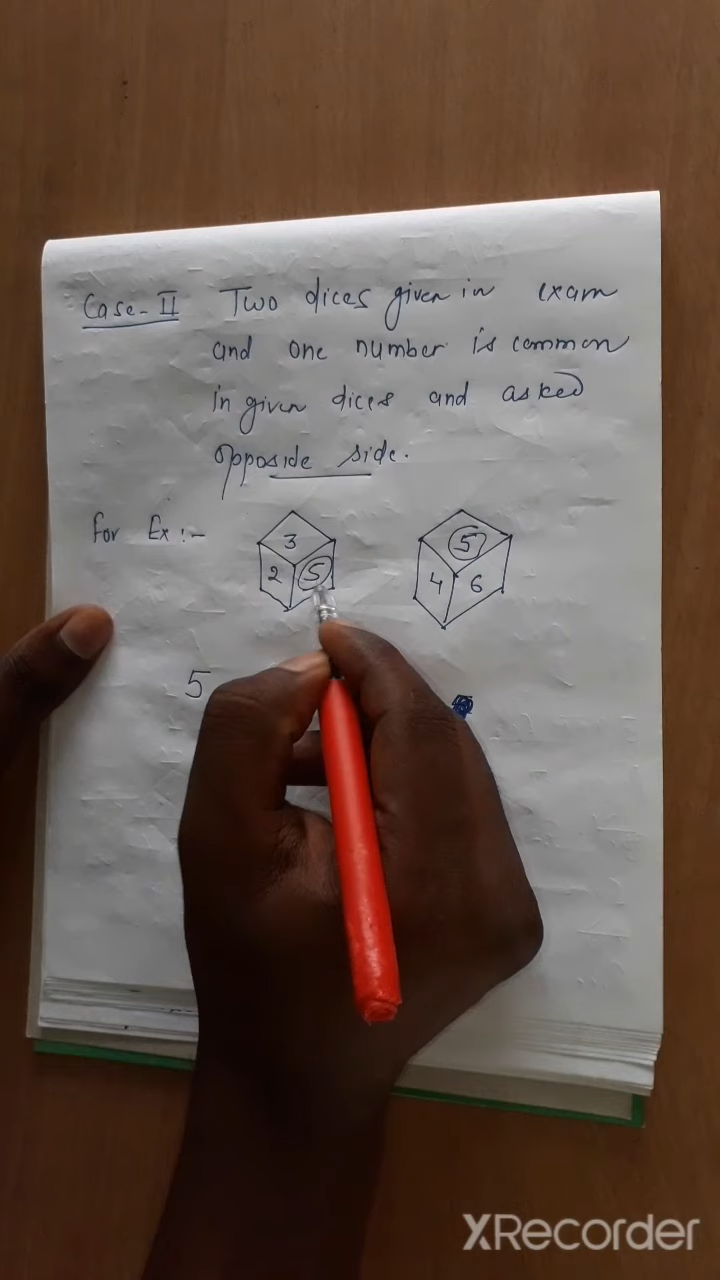 Case-II Two dices given in exam
and one number is common
in given dices and asked
opposide side.
For Ex :-
3
2 5
5
4 6
5
XRecorder